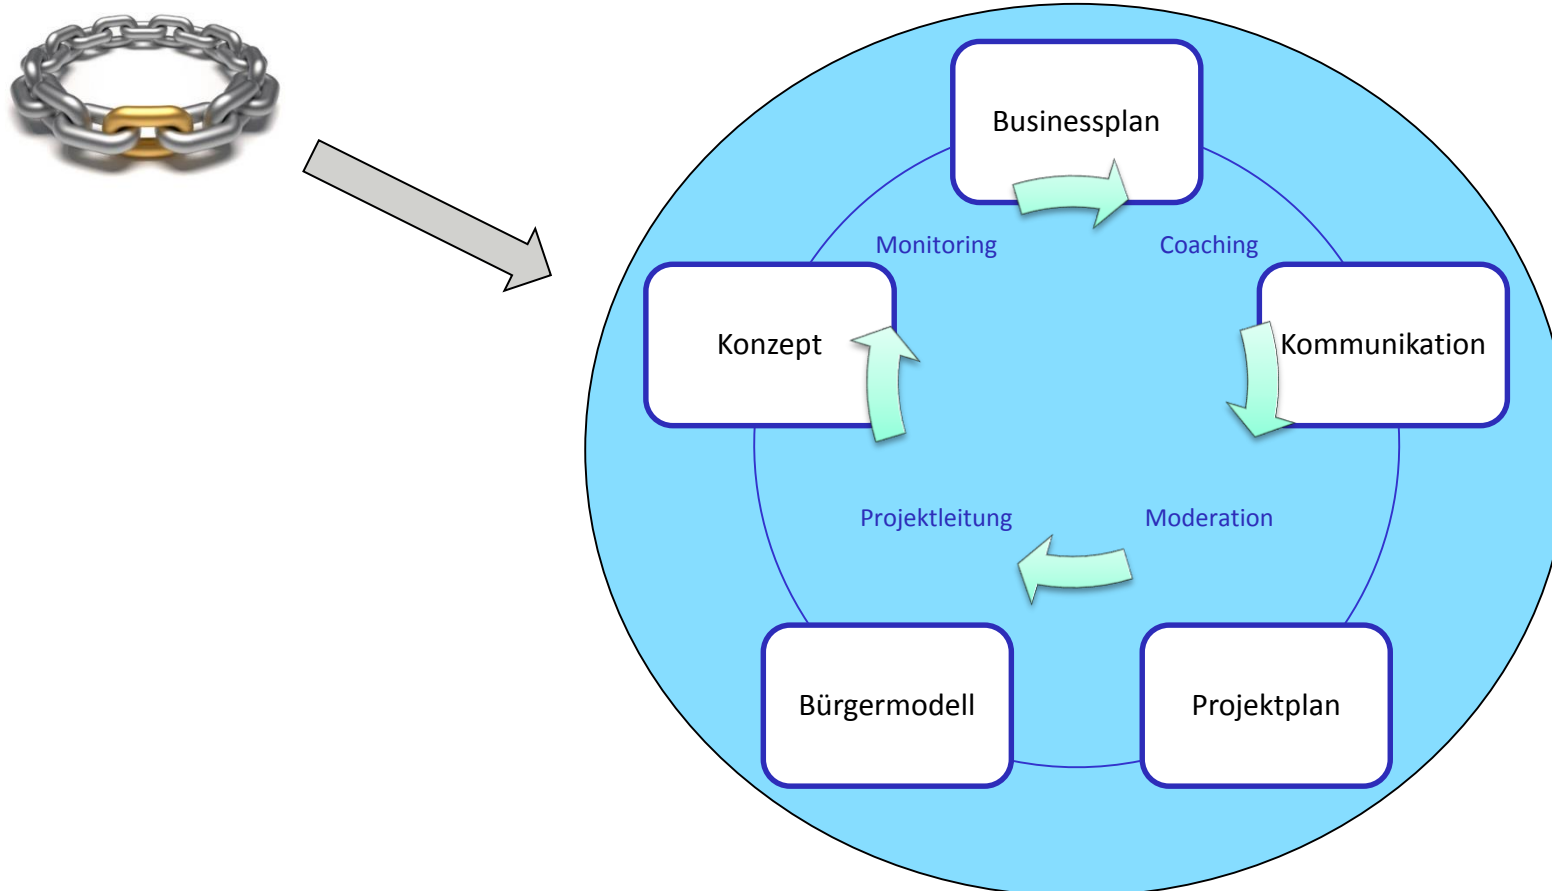 Businessplan
Monitoring
Coaching
Konzept
Kommunikation
Projektleitung
Moderation
Bürgermodell
Projektplan